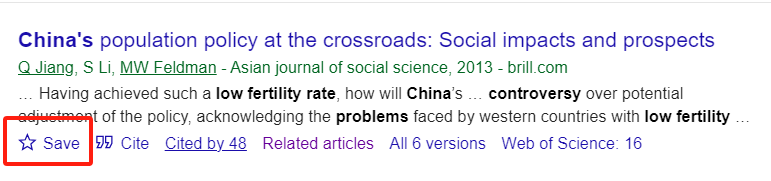 China's population policy at the crossroads: Social impacts and prospects
Q Jiang, S Li, MW Feldman - Asian journal of social science, 2013 - brill.com
... Having achieved such a low fertility rate, how will China's ... controversy over potential
adjustment of the policy, acknowledging the problems faced by western countries with low fertility ...
Save Cite Cited by 48 Related articles All 6 versions Web of Science: 16